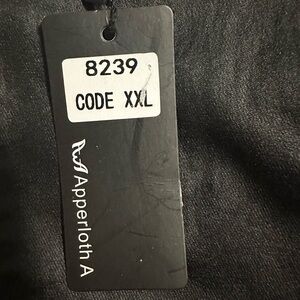 8239
CODE XXL
Apperloth A